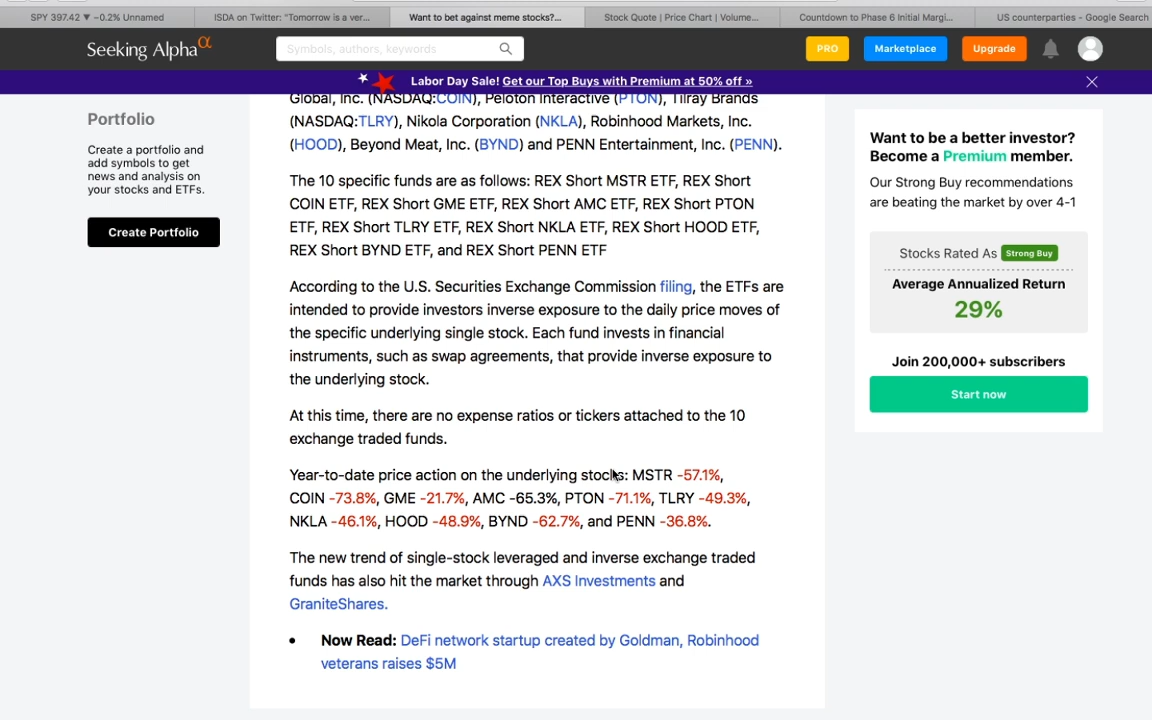 SPY 397.42 ▼ −0.2% Unnamed
ISDA on Twitter: "Tomorrow is a ver...
Want to bet against meme stocks?...
Stock Quote | Price Chart | Volume...
Countdown to Phase 6 Initial Margi...
US counterparties - Google Search
Seeking Alpha α
Symbols, authors, keywords
PRO
Marketplace
Upgrade
Labor Day Sale! Get our Top Buys with Premium at 50% off »
Portfolio
Create a portfolio and
add symbols to get
news and analysis on
your stocks and ETFs.
Create Portfolio
Global, Inc. (NASDAQ:COIN), Peloton Interactive (PTON), Tilray Brands
(NASDAQ:TLRY), Nikola Corporation (NKLA), Robinhood Markets, Inc.
(HOOD), Beyond Meat, Inc. (BYND) and PENN Entertainment, Inc. (PENN).
The 10 specific funds are as follows: REX Short MSTR ETF, REX Short
COIN ETF, REX Short GME ETF, REX Short AMC ETF, REX Short PTON
ETF, REX Short TLRY ETF, REX Short NKLA ETF, REX Short HOOD ETF,
REX Short BYND ETF, and REX Short PENN ETF
According to the U.S. Securities Exchange Commission filing, the ETFs are
intended to provide investors inverse exposure to the daily price moves of
the specific underlying single stock. Each fund invests in financial
instruments, such as swap agreements, that provide inverse exposure to
the underlying stock.
At this time, there are no expense ratios or tickers attached to the 10
exchange traded funds.
Year-to-date price action on the underlying stocks: MSTR -57.1%,
COIN -73.8%, GME -21.7%, AMC -65.3%, PTON -71.1%, TLRY -49.3%,
NKLA -46.1%, HOOD -48.9%, BYND -62.7%, and PENN -36.8%.
The new trend of single-stock leveraged and inverse exchange traded
funds has also hit the market through AXS Investments and
GraniteShares.
• Now Read: DeFi network startup created by Goldman, Robinhood
veterans raises $5M
Want to be a better investor?
Become a Premium member.
Our Strong Buy recommendations
are beating the market by over 4-1
Stocks Rated As Strong Buy
Average Annualized Return
29%
Join 200,000+ subscribers
Start now